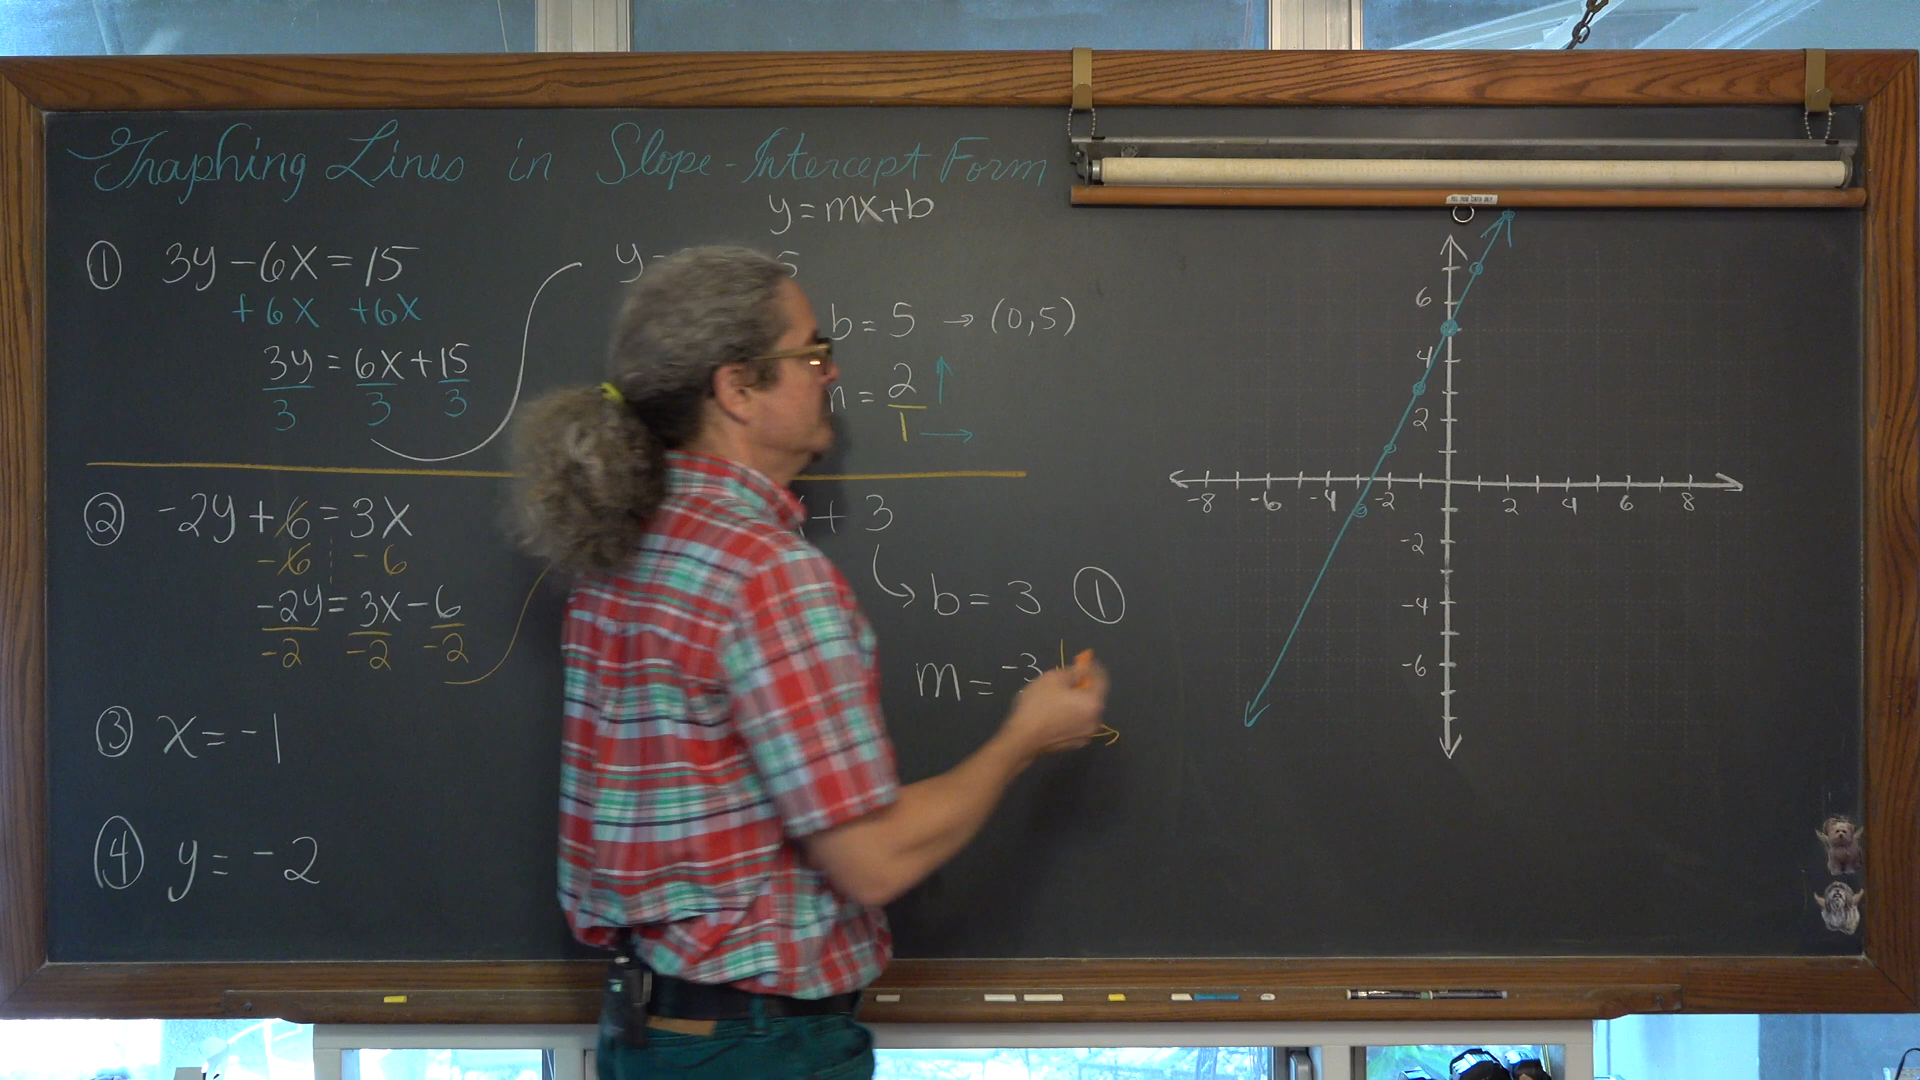 Graphing Lines in Slope-Intercept Form
y = mx+b
① 3y - 6x = 15
+6x +6x
3y = 6x + 15
3 3 3
y = 5
b = 5 → (0,5)
= 2
1
② -2y + 6 = 3x
-6 -6
-2y = 3x - 6
-2 -2 -2
+ 3
b = 3 ①
m = -3
③ x = -1
④ y = -2
6
4
2
-8 -6 -4 -2 2 4 6 8
-2
-4
-6